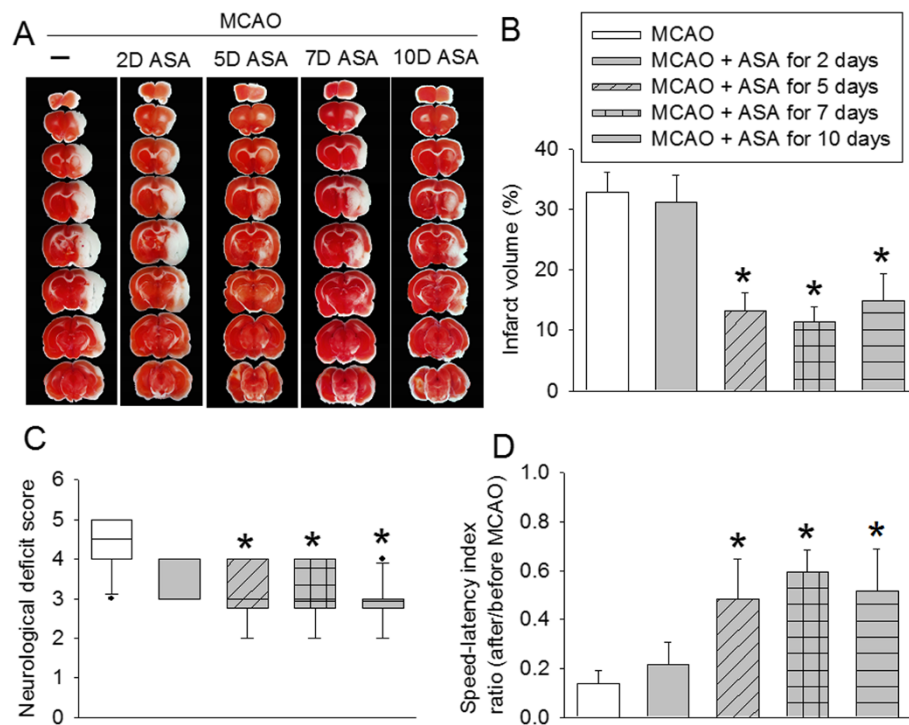 A
MCAO
–
2D ASA
5D ASA
7D ASA
10D ASA
B
MCAO
MCAO + ASA for 2 days
MCAO + ASA for 5 days
MCAO + ASA for 7 days
MCAO + ASA for 10 days
Infarct volume (%)
40
30
20
10
0
*
*
*
C
Neurological deficit score
6
5
4
3
2
1
0
*
*
*
D
Speed-latency index
ratio (after/before MCAO)
1.0
0.8
0.6
0.4
0.2
0.0
*
*
*